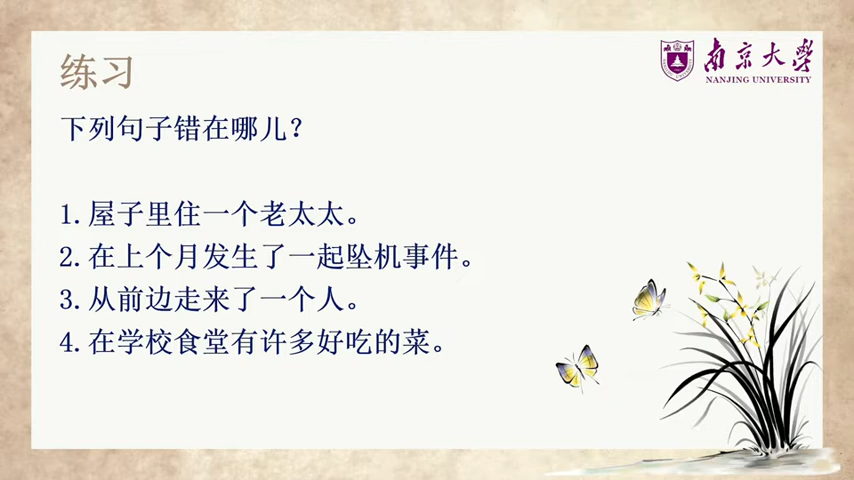 练习
南京大学
NANJING UNIVERSITY
下列句子错在哪儿？
1.屋子里住一个老太太。
2.在上个月发生了一起坠机事件。
3.从前边走来了一个人。
4.在学校食堂有许多好吃的菜。